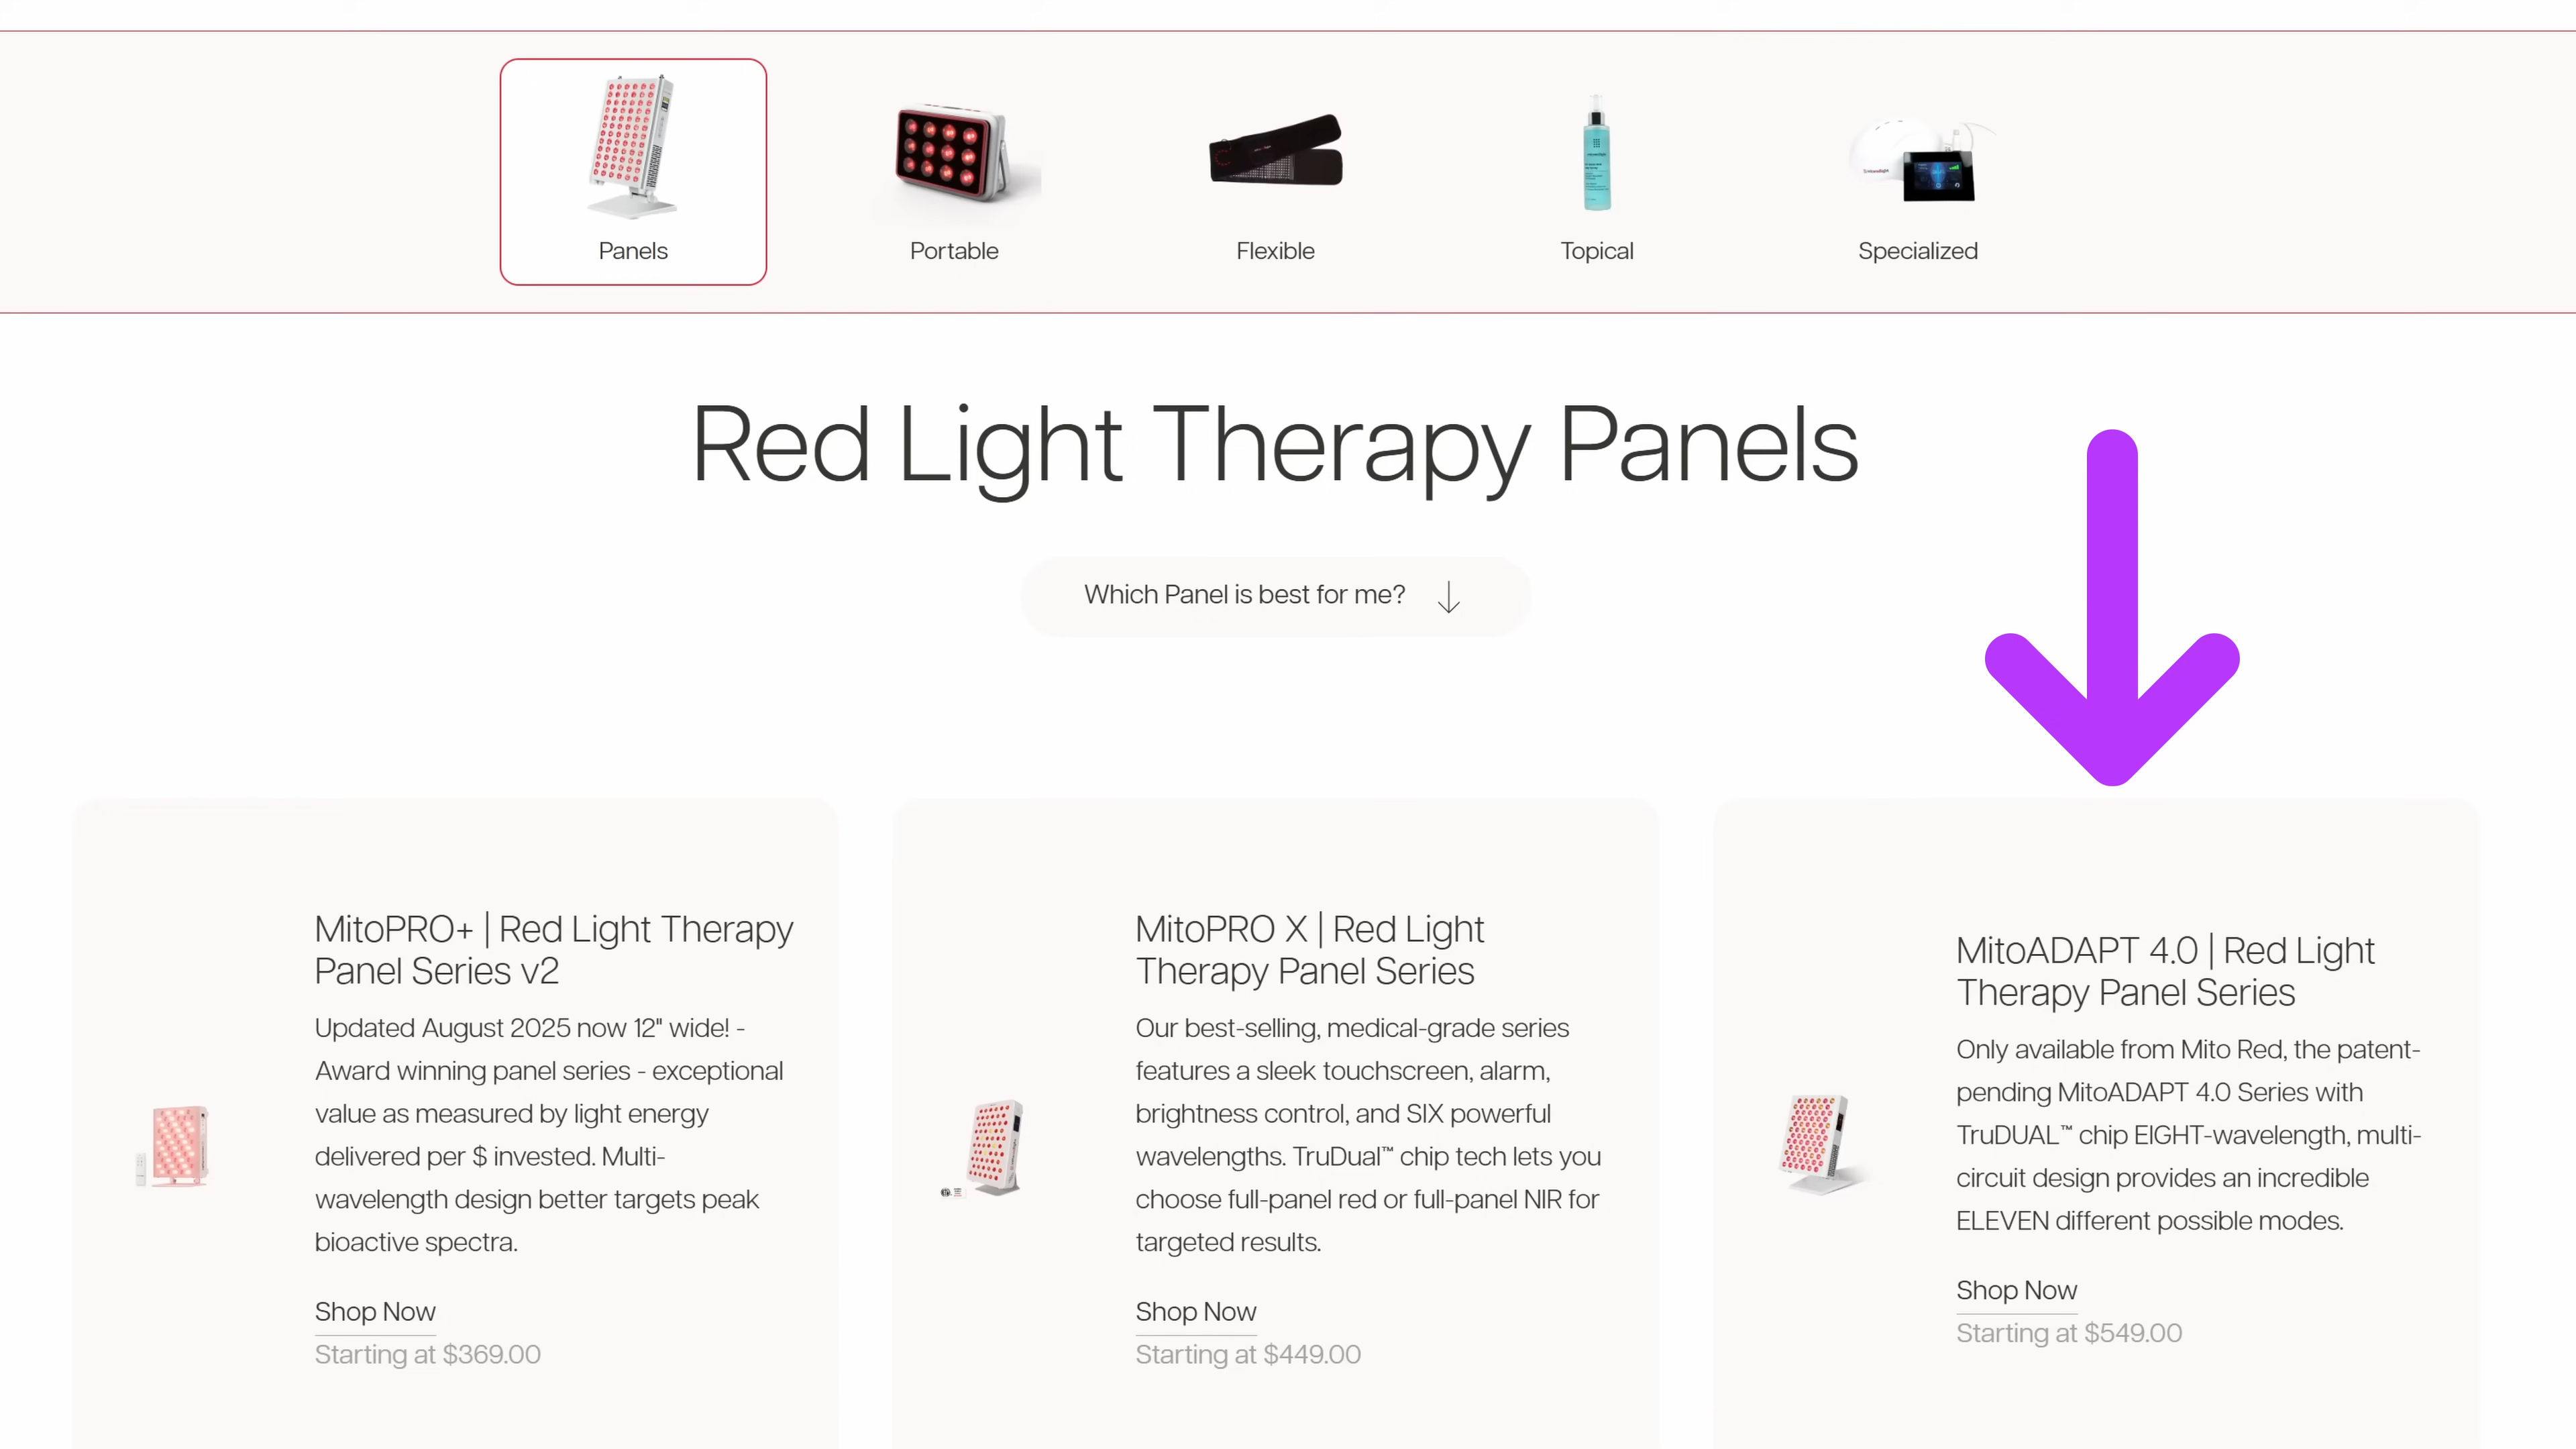 Panels
Portable
Flexible
Topical
Specialized
Red Light Therapy Panels
Which Panel is best for me?
MitoPRO+ | Red Light Therapy
Panel Series v2
Updated August 2025 now 12" wide! -
Award winning panel series - exceptional
value as measured by light energy
delivered per $ invested. Multi-
wavelength design better targets peak
bioactive spectra.
Shop Now
Starting at $369.00
MitoPRO X | Red Light
Therapy Panel Series
Our best-selling, medical-grade series
features a sleek touchscreen, alarm,
brightness control, and SIX powerful
wavelengths. TruDual™ chip tech lets you
choose full-panel red or full-panel NIR for
targeted results.
Shop Now
Starting at $449.00
MitoADAPT 4.0 | Red Light
Therapy Panel Series
Only available from Mito Red, the patent-
pending MitoADAPT 4.0 Series with
TruDUAL™ chip EIGHT-wavelength, multi-
circuit design provides an incredible
ELEVEN different possible modes.
Shop Now
Starting at $549.00